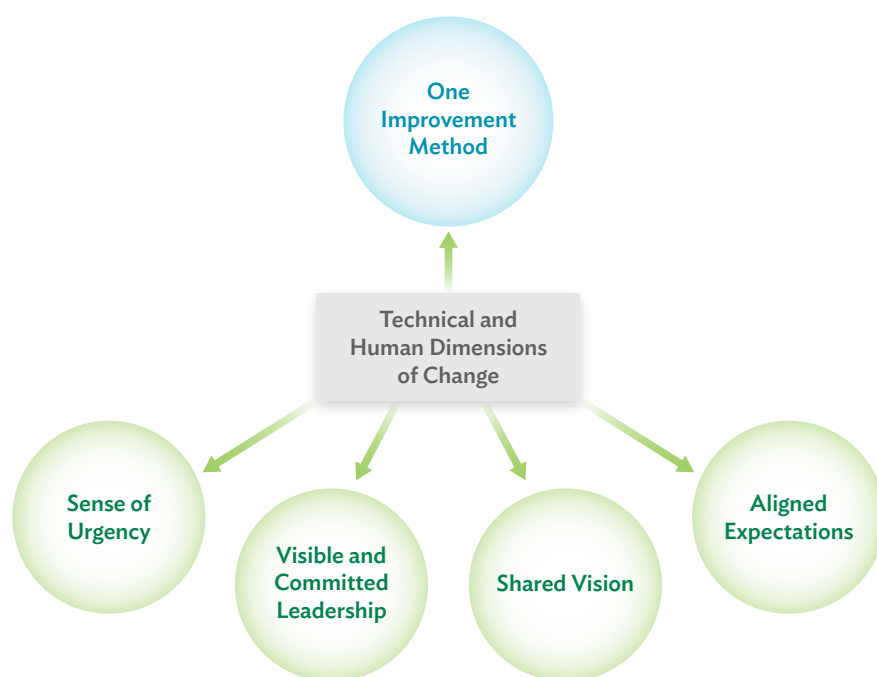 One
Improvement
Method
Technical and
Human Dimensions
of Change
Sense of
Urgency
Visible and
Committed
Leadership
Shared Vision
Aligned
Expectations